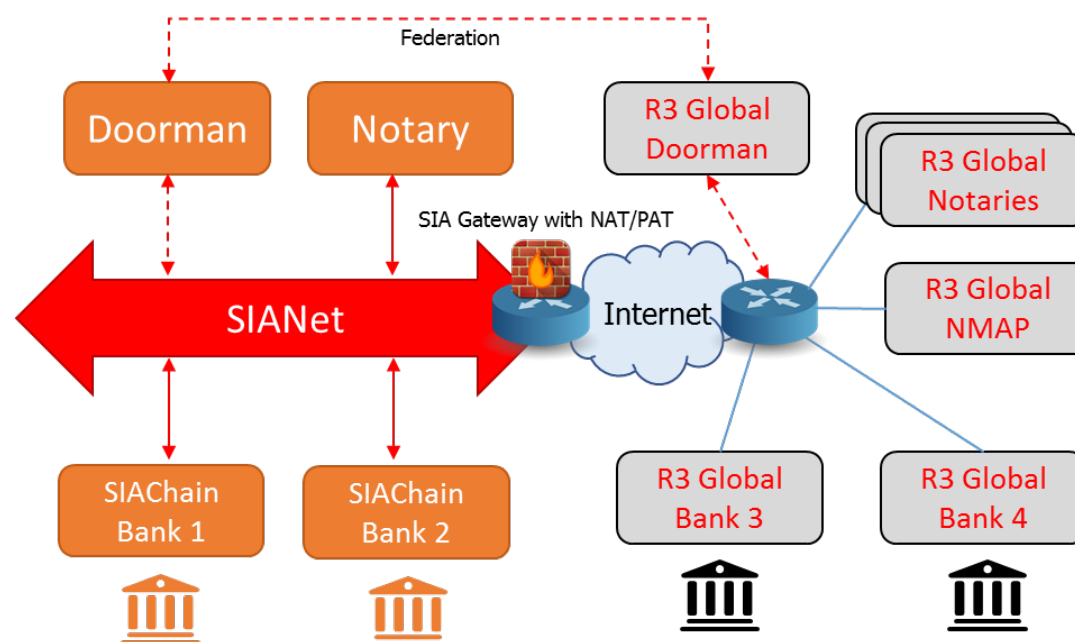 Federation
Doorman
Notary
R3 Global
Doorman
R3 Global
Notaries
SIA Gateway with NAT/PAT
SIANet
Internet
R3 Global
NMAP
SIAChain
Bank 1
SIAChain
Bank 2
R3 Global
Bank 3
R3 Global
Bank 4